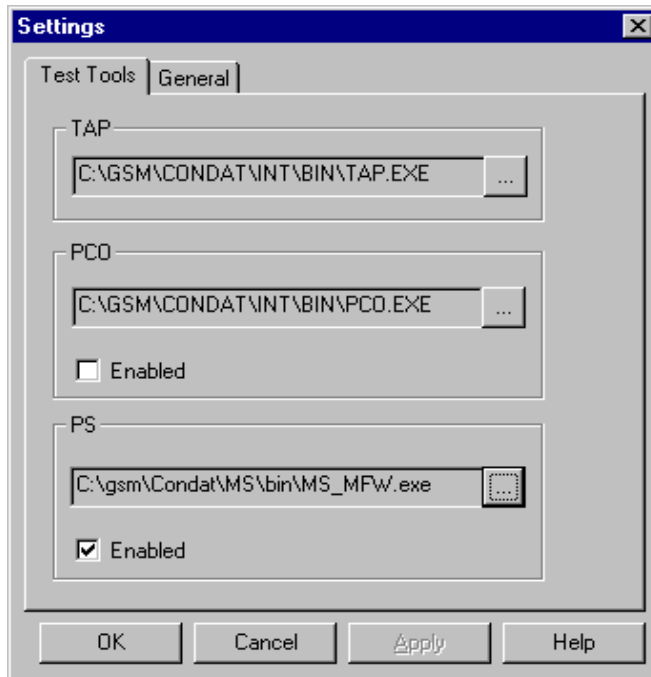 Settings
Test Tools
General
TAP
C:\GSM\CONDAT\INT\BIN\TAP.EXE
...
PCO
C:\GSM\CONDAT\INT\BIN\PCO.EXE
...
Enabled
PS
C:\gsm\Condat\MS\bin\MS_MFW.exe
...
Enabled
OK
Cancel
Apply
Help